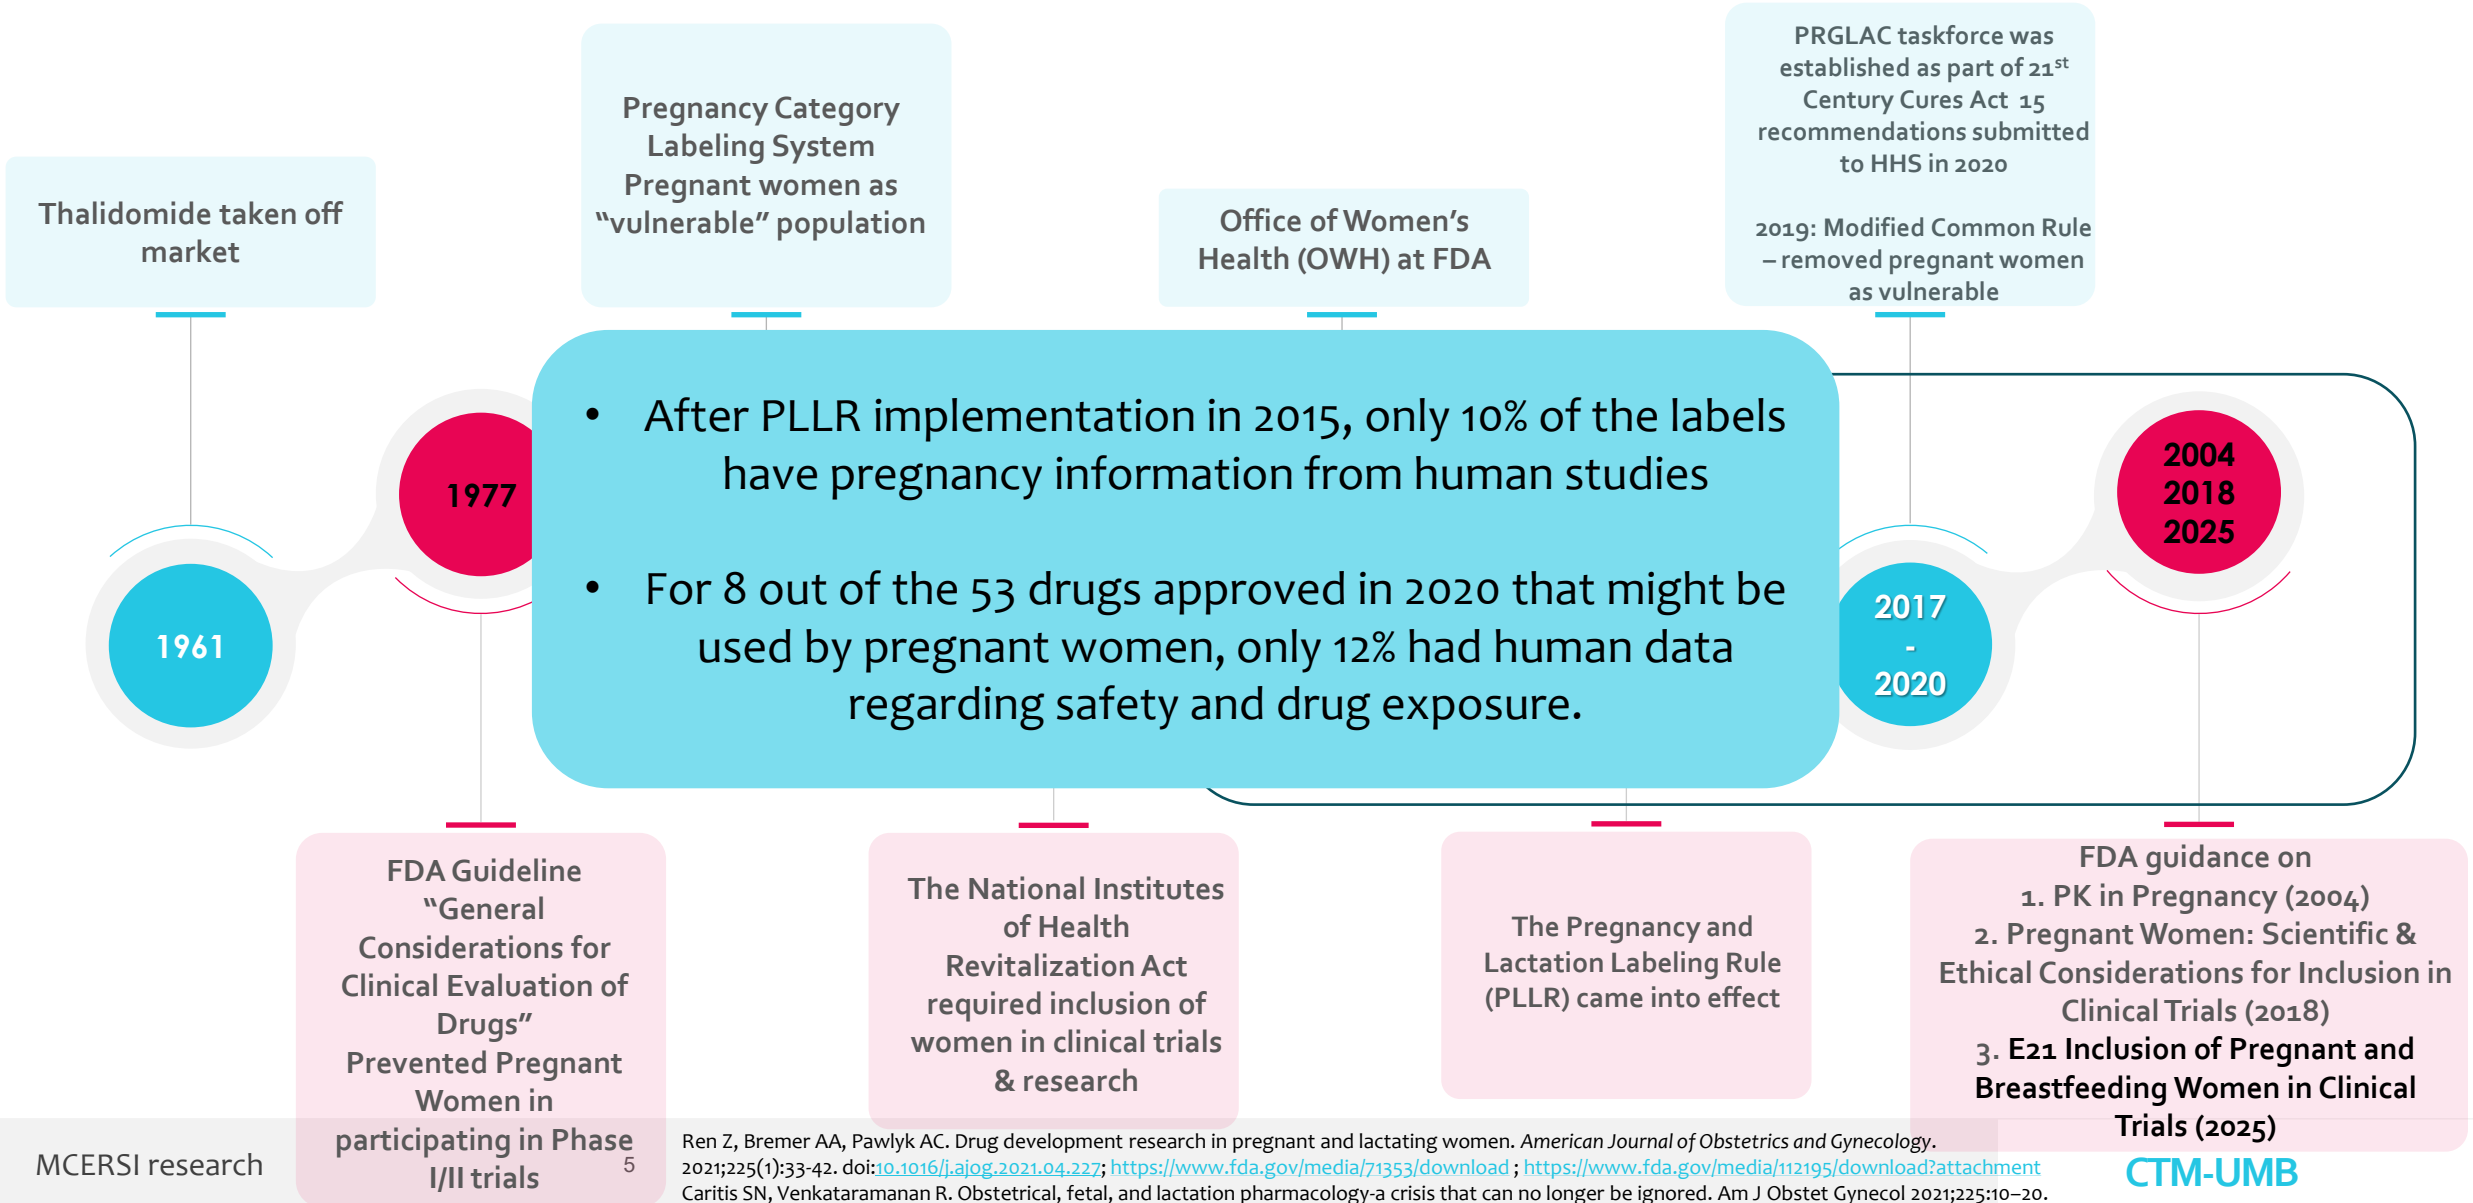 Thalidomide taken off
market
Pregnancy Category
Labeling System
Pregnant women as
“vulnerable” population
Office of Women’s
Health (OWH) at FDA
PRGLAC taskforce was
established as part of 21st
Century Cures Act 15
recommendations submitted
to HHS in 2020
2019: Modified Common Rule
– removed pregnant women
as vulnerable
1961
1977
• After PLLR implementation in 2015, only 10% of the labels
have pregnancy information from human studies
• For 8 out of the 53 drugs approved in 2020 that might be
used by pregnant women, only 12% had human data
regarding safety and drug exposure.
2017
-
2020
2004
2018
2025
FDA Guideline
“General
Considerations for
Clinical Evaluation of
Drugs”
Prevented Pregnant
Women in
participating in Phase
I/II trials
The National Institutes
of Health
Revitalization Act
required inclusion of
women in clinical trials
& research
The Pregnancy and
Lactation Labeling Rule
(PLLR) came into effect
FDA guidance on
1. PK in Pregnancy (2004)
2. Pregnant Women: Scientific &
Ethical Considerations for Inclusion in
Clinical Trials (2018)
3. E21 Inclusion of Pregnant and
Breastfeeding Women in Clinical
Trials (2025)
MCERSI research
5
Ren Z, Bremer AA, Pawlyk AC. Drug development research in pregnant and lactating women. American Journal of Obstetrics and Gynecology.
2021;225(1):33-42. doi:10.1016/j.ajog.2021.04.227; https://www.fda.gov/media/71353/download ; https://www.fda.gov/media/112195/download?attachment
Caritis SN, Venkataramanan R. Obstetrical, fetal, and lactation pharmacology-a crisis that can no longer be ignored. Am J Obstet Gynecol 2021;225:10–20.
CTM-UMB